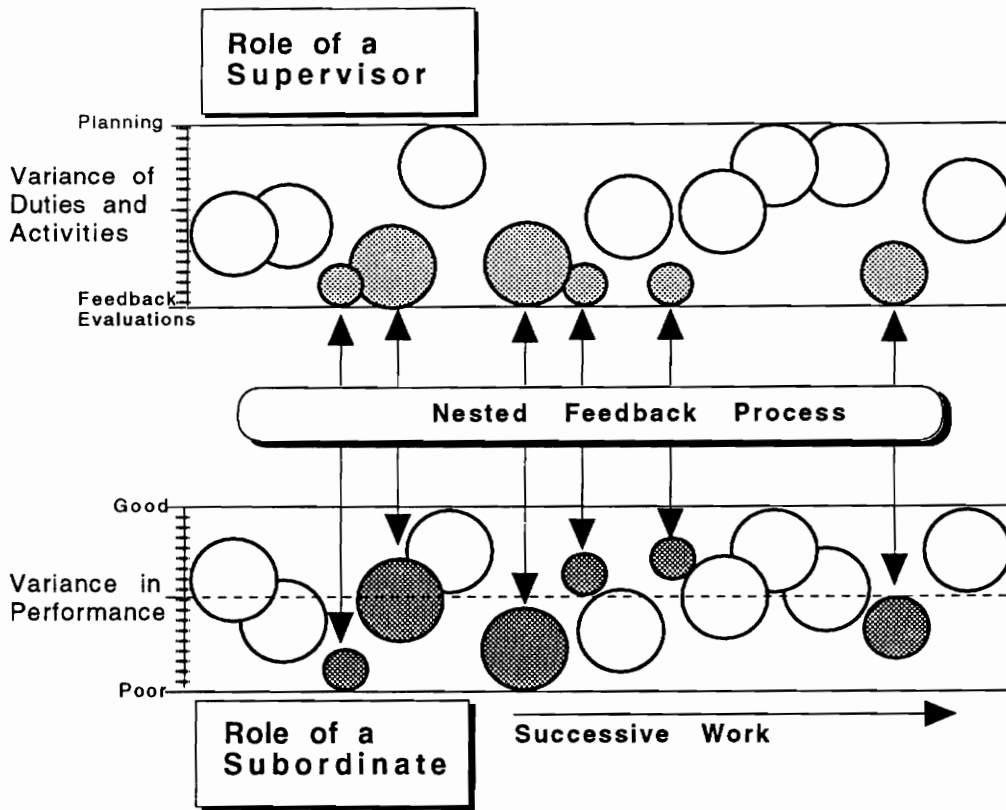 Role of a
Supervisor
Planning
Variance of
Duties and
Activities
Feedback
Evaluations
Nested Feedback Process
Good
Variance in
Performance
Poor
Role of a
Subordinate
Successive Work